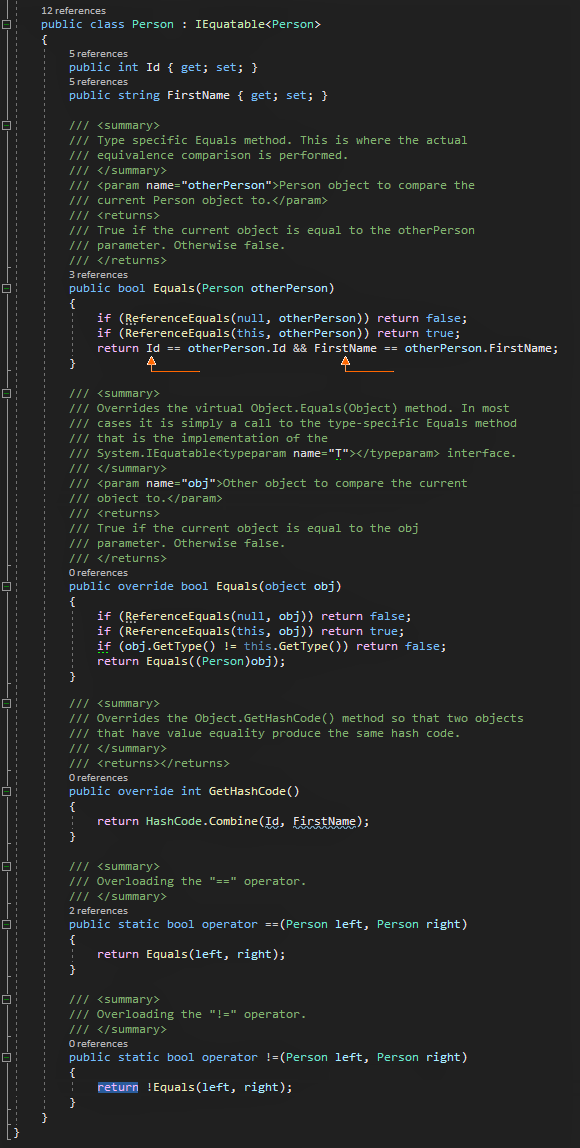 12 references
public class Person : IEquatable<Person>
{
5 references
public int Id { get; set; }
5 references
public string FirstName { get; set; }
/// <summary>
/// Type specific Equals method. This is where the actual
/// equivalence comparison is performed.
/// </summary>
/// <param name="otherPerson">Person object to compare the
/// current Person object to.</param>
/// <returns>
/// True if the current object is equal to the otherPerson
/// parameter. Otherwise false.
/// </returns>
3 references
public bool Equals(Person otherPerson)
{
if (ReferenceEquals(null, otherPerson)) return false;
if (ReferenceEquals(this, otherPerson)) return true;
return Id == otherPerson.Id && FirstName == otherPerson.FirstName;
}
/// <summary>
/// Overrides the virtual Object.Equals(Object) method. In most
/// cases it is simply a call to the type-specific Equals method
/// that is the implementation of the
/// System.IEquatable<typeparam name="T"></typeparam> interface.
/// </summary>
/// <param name="obj">Other object to compare the current
/// object to.</param>
/// <returns>
/// True if the current object is equal to the obj
/// parameter. Otherwise false.
/// </returns>
0 references
public override bool Equals(object obj)
{
if (ReferenceEquals(null, obj)) return false;
if (ReferenceEquals(this, obj)) return true;
if (obj.GetType() != this.GetType()) return false;
return Equals((Person)obj);
}
/// <summary>
/// Overrides the Object.GetHashCode() method so that two objects
/// that have value equality produce the same hash code.
/// </summary>
/// <returns></returns>
0 references
public override int GetHashCode()
{
return HashCode.Combine(Id, FirstName);
}
/// <summary>
/// Overloading the "==" operator.
/// </summary>
2 references
public static bool operator ==(Person left, Person right)
{
return Equals(left, right);
}
/// <summary>
/// Overloading the "!=" operator.
/// </summary>
0 references
public static bool operator !=(Person left, Person right)
{
return !Equals(left, right);
}
}
}